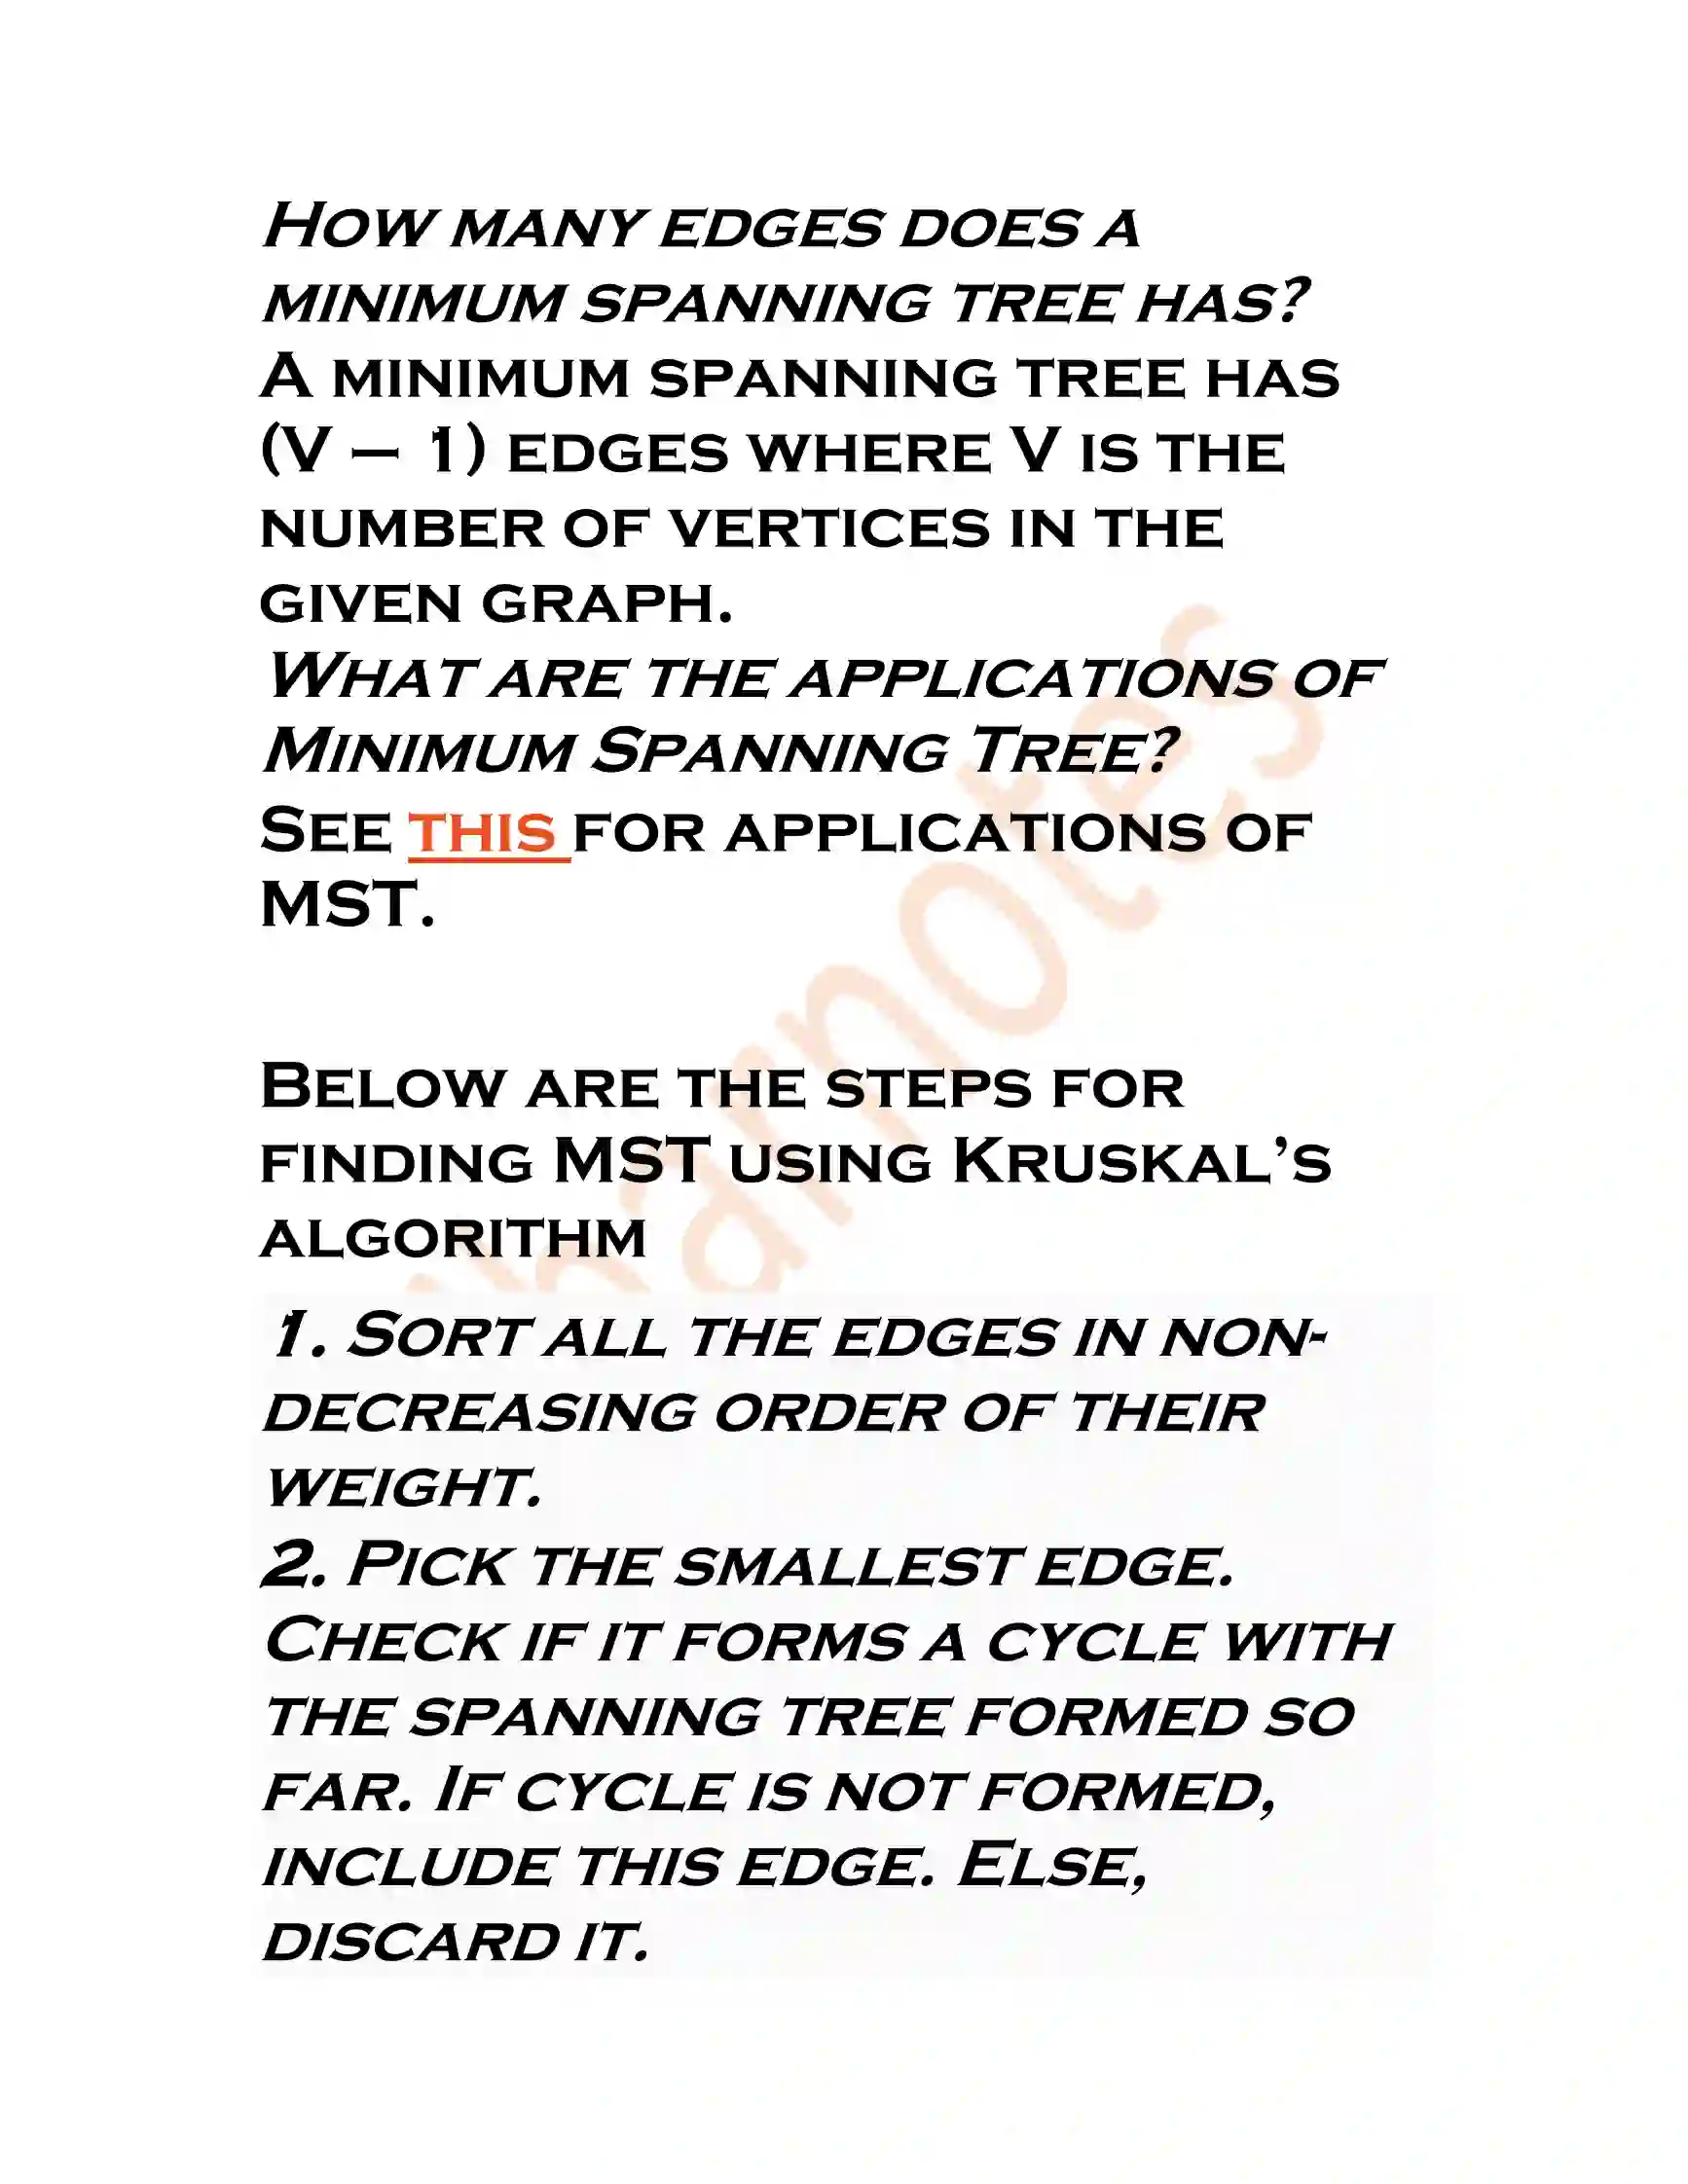 How many edges does a
minimum spanning tree has?
A minimum spanning tree has
(V – 1) edges where V is the
number of vertices in the
given graph.
What are the applications of
Minimum Spanning Tree?
See this for applications of
MST.
Below are the steps for
finding MST using Kruskal’s
algorithm
1. Sort all the edges in non-
decreasing order of their
weight.
2. Pick the smallest edge.
Check if it forms a cycle with
the spanning tree formed so
far. If cycle is not formed,
include this edge. Else,
discard it.